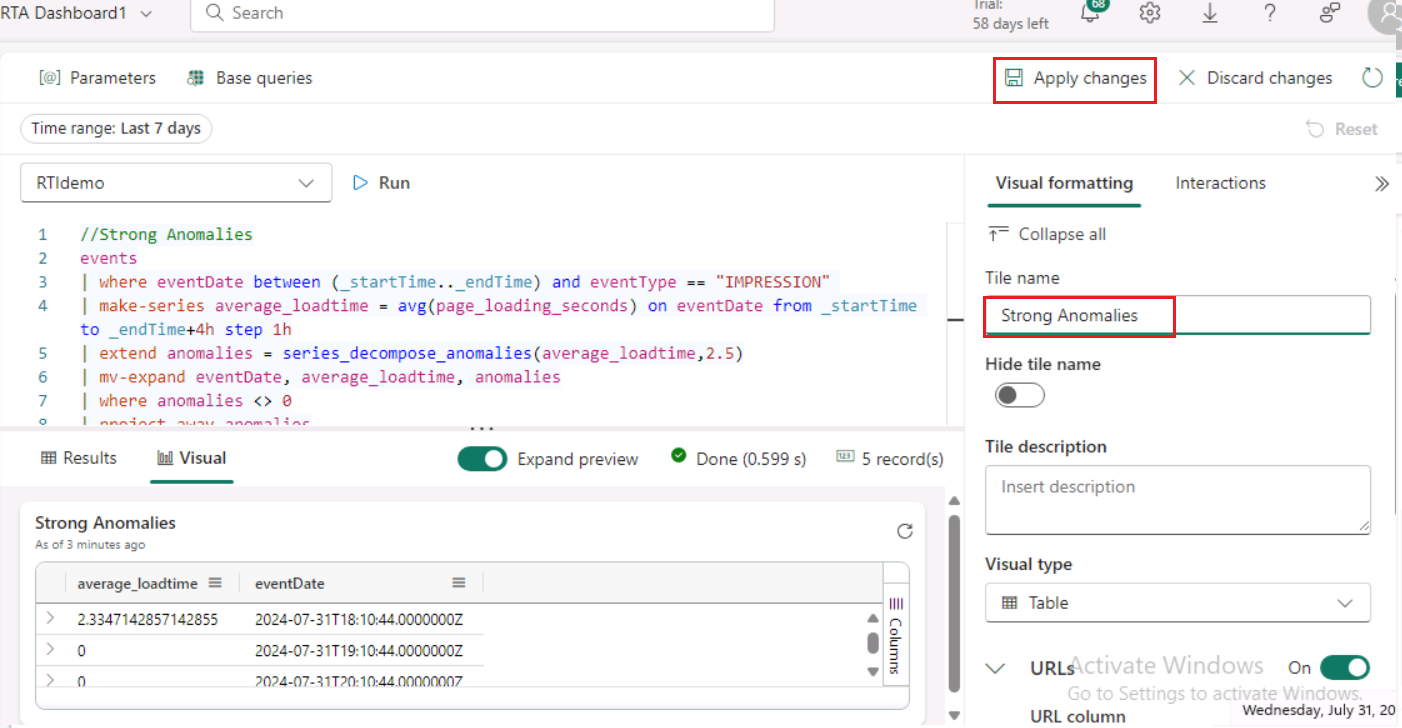 RTA Dashboard1
Search
Trial:
58 days left
68
Parameters
Base queries
Apply changes
Discard changes
Time range: Last 7 days
Reset
RTIdemo
Run
1 //Strong Anomalies
2 events
3 | where eventDate between (_startTime.._endTime) and eventType == "IMPRESSION"
4 | make-series average_loadtime = avg(page_loading_seconds) on eventDate from _startTime
to _endTime+4h step 1h
5 | extend anomalies = series_decompose_anomalies(average_loadtime,2.5)
6 | mv-expand eventDate, average_loadtime, anomalies
7 | where anomalies <> 0
8 | project-away anomalies
Results
Visual
Expand preview
Done (0.599 s)
5 record(s)
Strong Anomalies
As of 3 minutes ago
average_loadtime
eventDate
2.3347142857142855
2024-07-31T18:10:44.0000000Z
0
2024-07-31T19:10:44.0000000Z
0
2024-07-31T20:10:44.0000000Z
Columns
Visual formatting
Interactions
Collapse all
Tile name
Strong Anomalies
Hide tile name
Tile description
Insert description
Visual type
Table
URLs
On
URL column
Activate Windows
Go to Settings to activate Windows.
Wednesday, July 31, 20